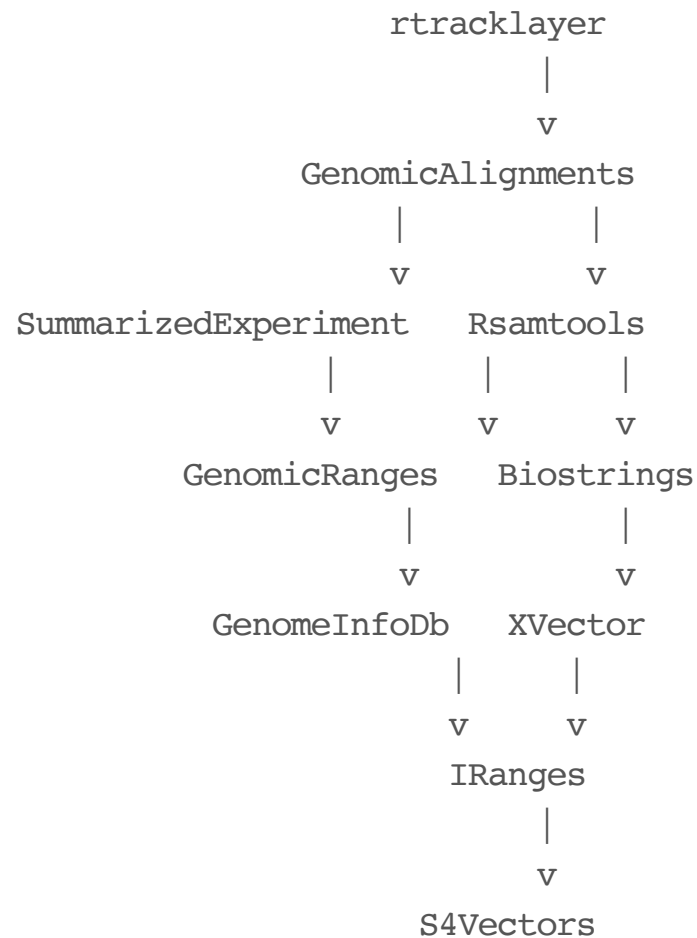 rtracklayer
|
v
GenomicAlignments
| |
v v
SummarizedExperiment Rsamtools
| | |
v v v
GenomicRanges Biostrings
| |
v v
GenomeInfoDb XVector
| |
v v
IRanges
|
v
S4Vectors